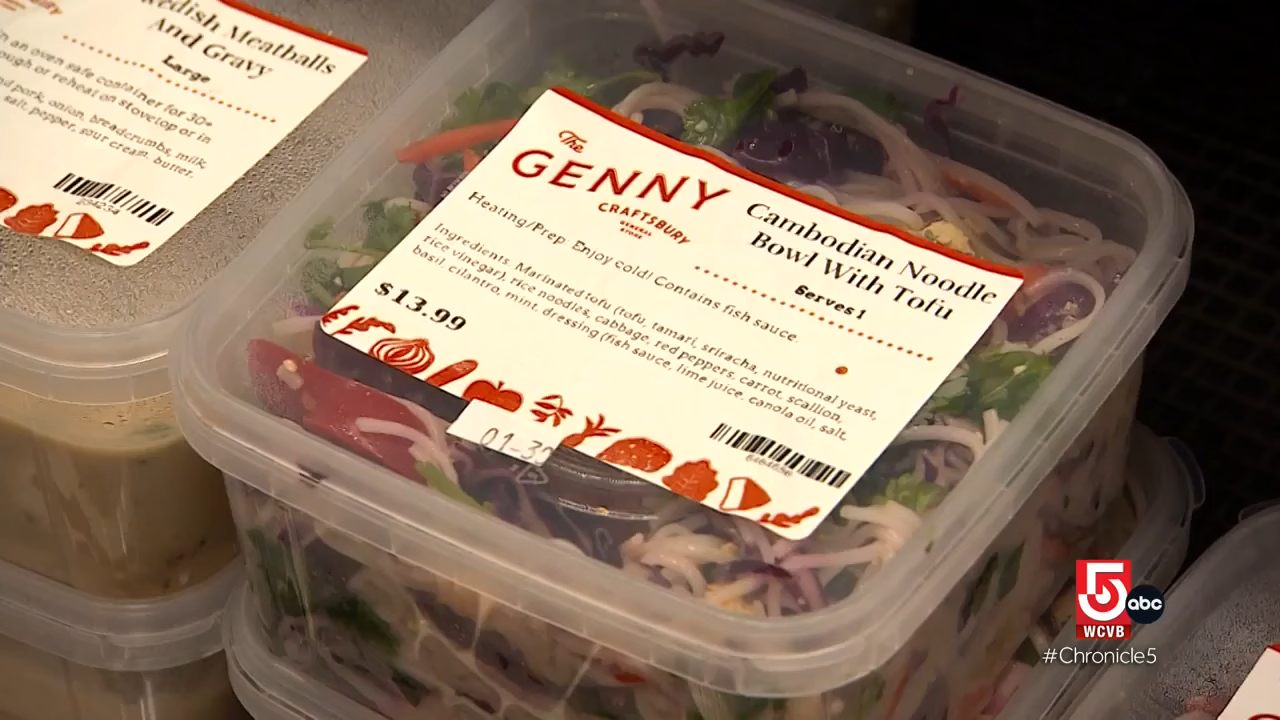 edish Meatballs
And Gravy
Large
in an oven safe container for 30+
ough or reheat on stovetop or in
nd pork, onion, breadcrumbs, milk,
salt, pepper, sour cream, butter.
The
GENNY
CRAFTSBURY
GENERAL
STORE
Cambodian Noodle
Bowl With Tofu
Serves 1
Heating/Prep Enjoy cold! Contains fish sauce
Ingredients Marinated tofu (tofu, tamari, sriracha, nutritional yeast,
rice vinegar), rice noodles, cabbage, red peppers, carrot, scallion,
basil, cilantro, mint, dressing (fish sauce, lime juice, canola oil, salt,
$13.99
5 abc
WCVB
#Chronicle5